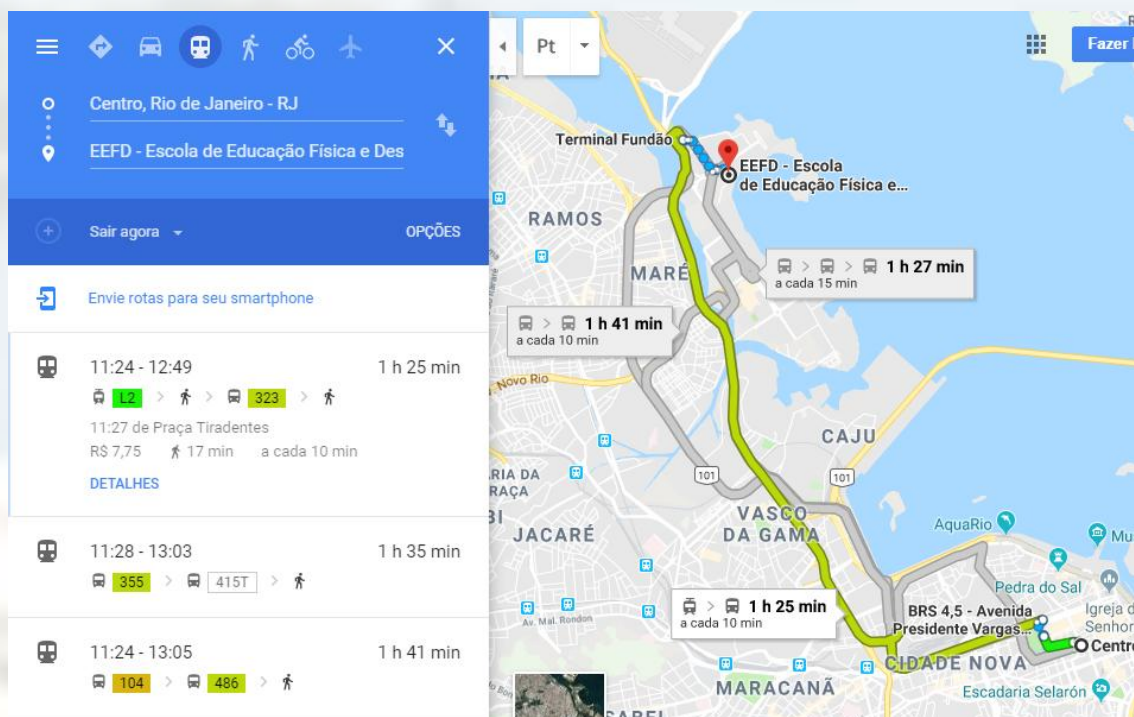 Centro, Rio de Janeiro - RJ
EEFD - Escola de Educação Física e Des
Sair agora
OPÇÕES
Envie rotas para seu smartphone
11:24 - 12:49 1 h 25 min
L2 > > 323 >
11:27 de Praça Tiradentes
R$ 7,75 17 min a cada 10 min
DETALHES
11:28 - 13:03 1 h 35 min
355 > 415T >
11:24 - 13:05 1 h 41 min
104 > 486 >
Pt
Fazer
Terminal Fundão
EEFD - Escola
de Educação Física e...
RAMOS
MARÉ
> > 1 h 27 min
a cada 15 min
> 1 h 41 min
a cada 10 min
Novo Rio
CAJU
101
101
RIA DA
RAÇA
JACARÉ
VASCO
DA GAMA
AquaRio
Mu
Pedra do Sal
Igreja d
Senhor
> 1 h 25 min
a cada 10 min
BRS 4,5 - Avenida
Presidente Vargas...
Centro
Av. Mal. Rondon
CIDADE NOVA
MARACANÃ
Escadaria Selarón